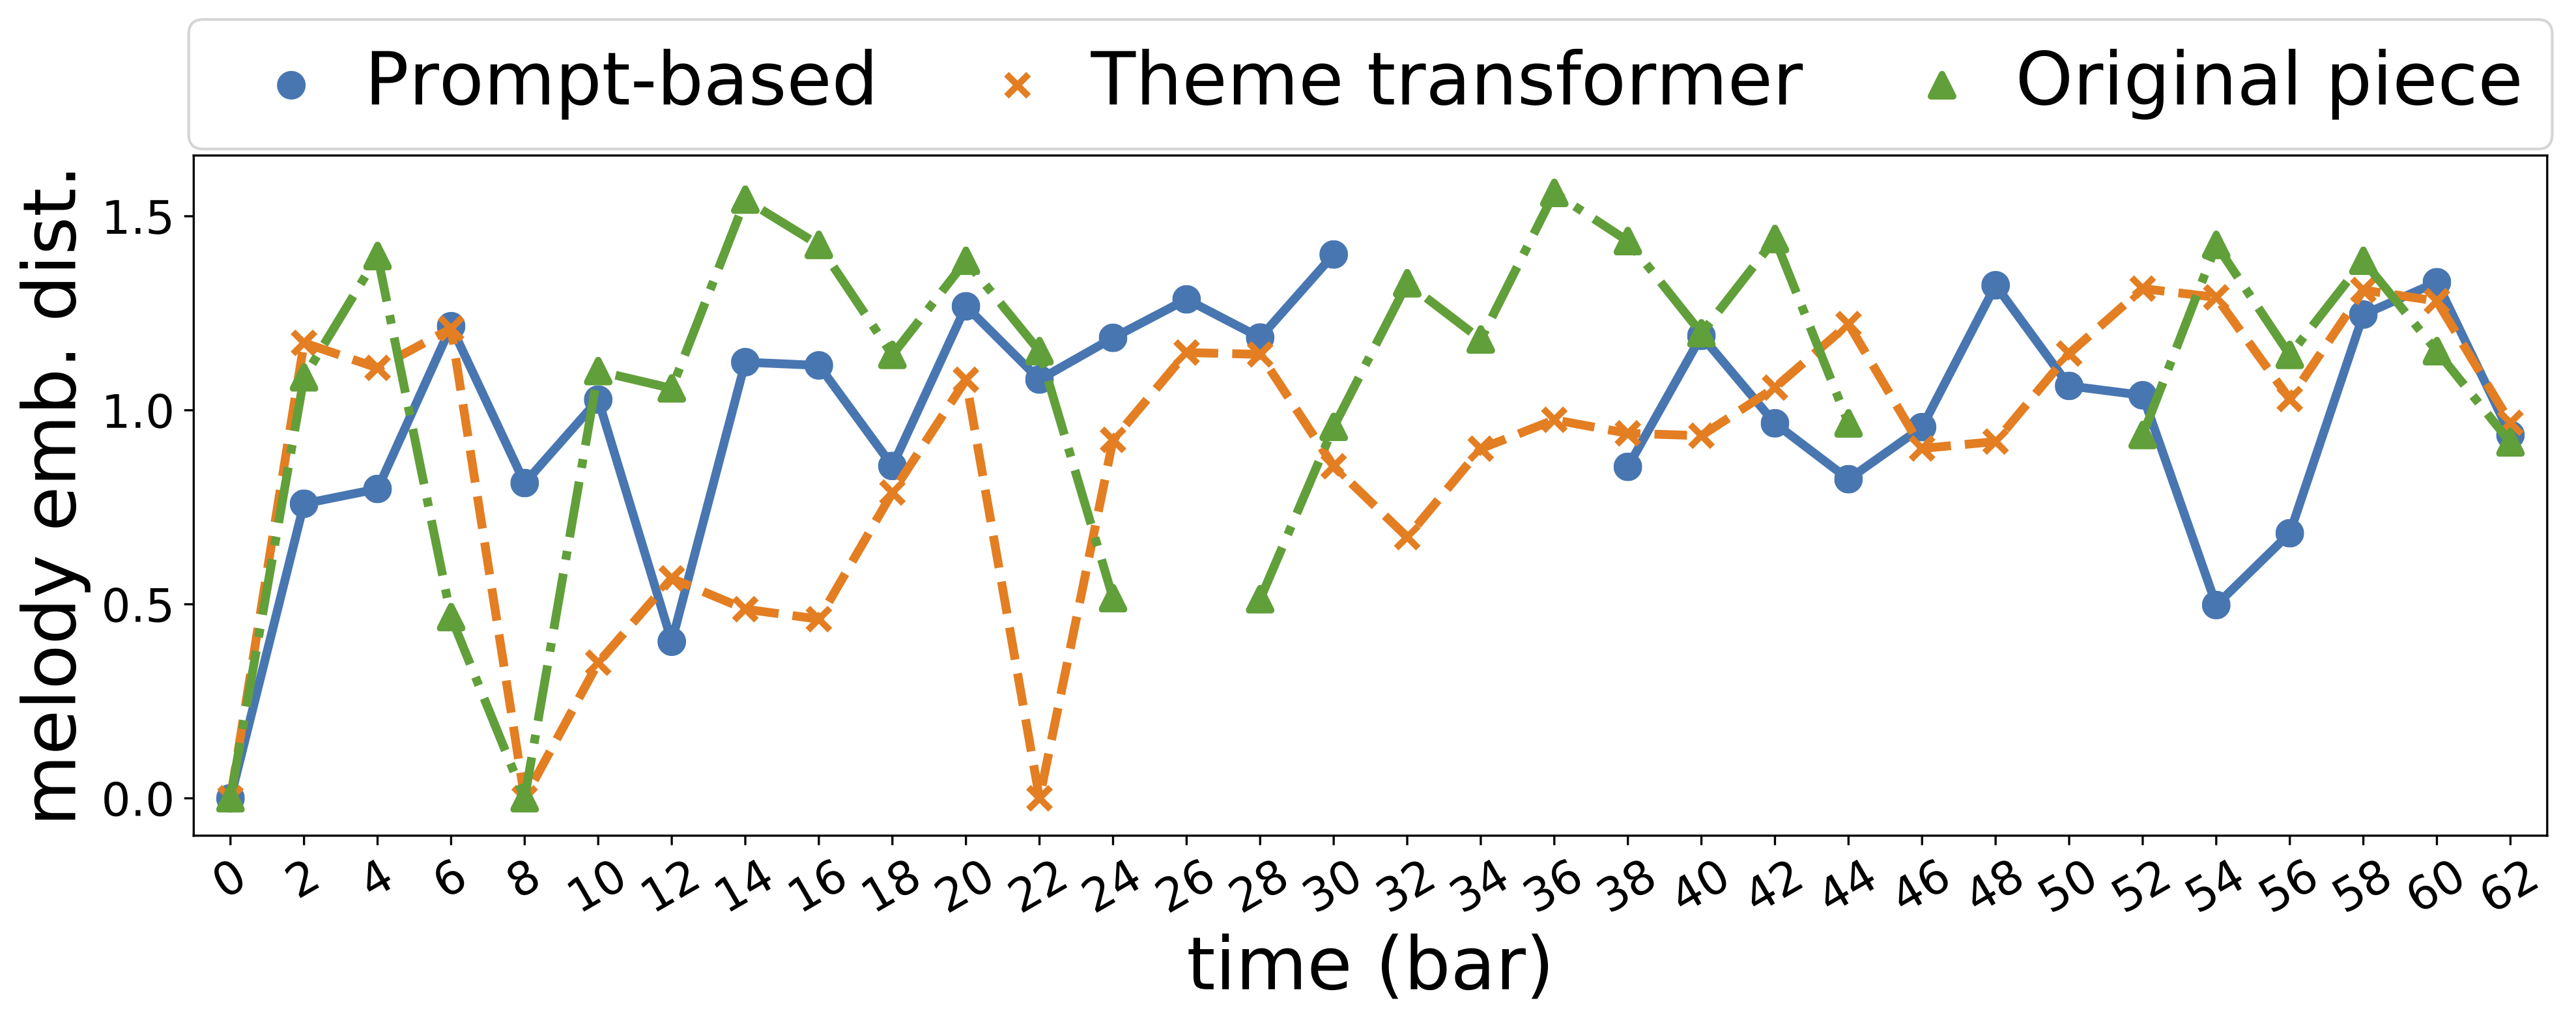 Prompt-based Theme transformer Original piece
melody emb. dist.
1.5
1.0
0.5
0.0
0 2 4 6 8 10 12 14 16 18 20 22 24 26 28 30 32 34 36 38 40 42 44 46 48 50 52 54 56 58 60 62
time (bar)